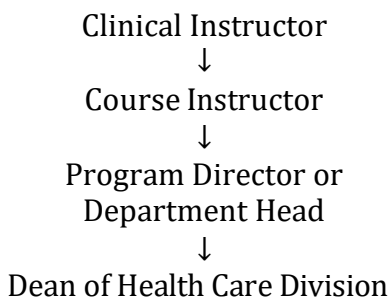 Clinical Instructor
↓
Course Instructor
↓
Program Director or
Department Head
↓
Dean of Health Care Division